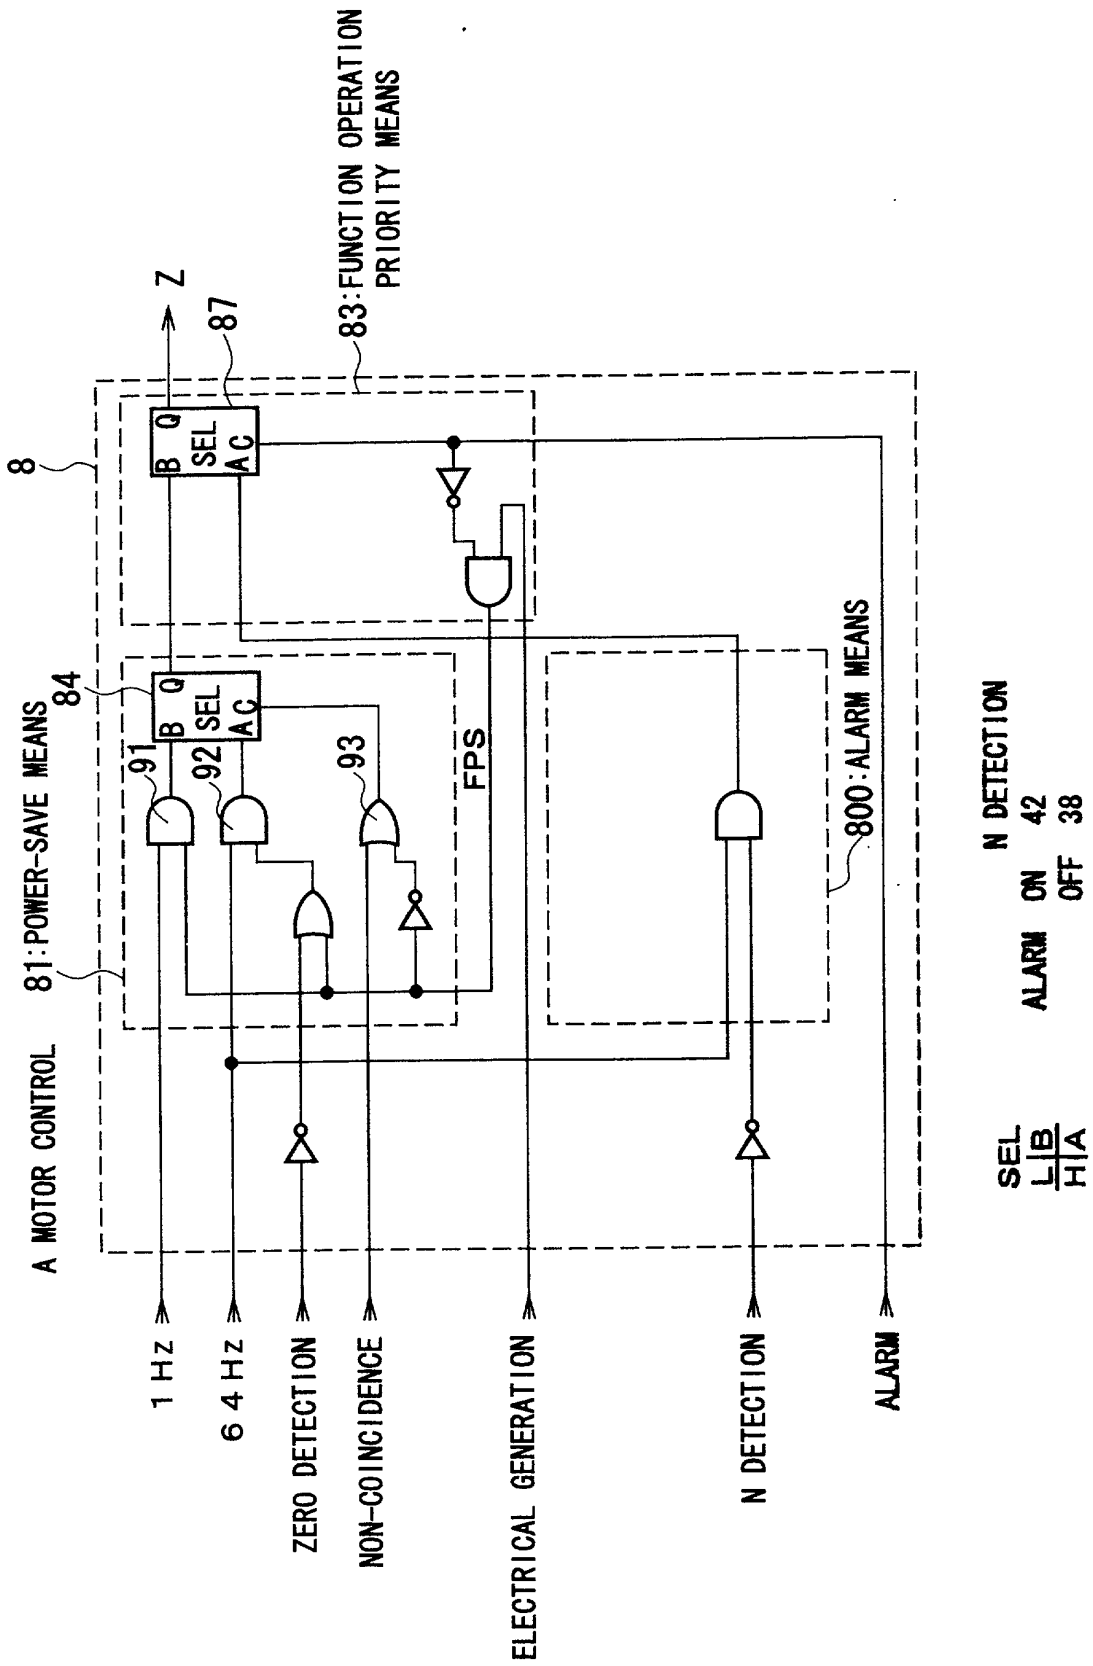 A MOTOR CONTROL
8
81:POWER-SAVE MEANS
84
91
B Q
SEL
A C
92
93
87
B Q
SEL
A C
Z
83:FUNCTION OPERATION
PRIORITY MEANS
FPS
800:ALARM MEANS
1 Hz
6 4 Hz
ZERO DETECTION
NON-COINCIDENCE
ELECTRICAL GENERATION
N DETECTION
ALARM
SEL
L B
H A
N DETECTION
ALARM ON 42
OFF 38